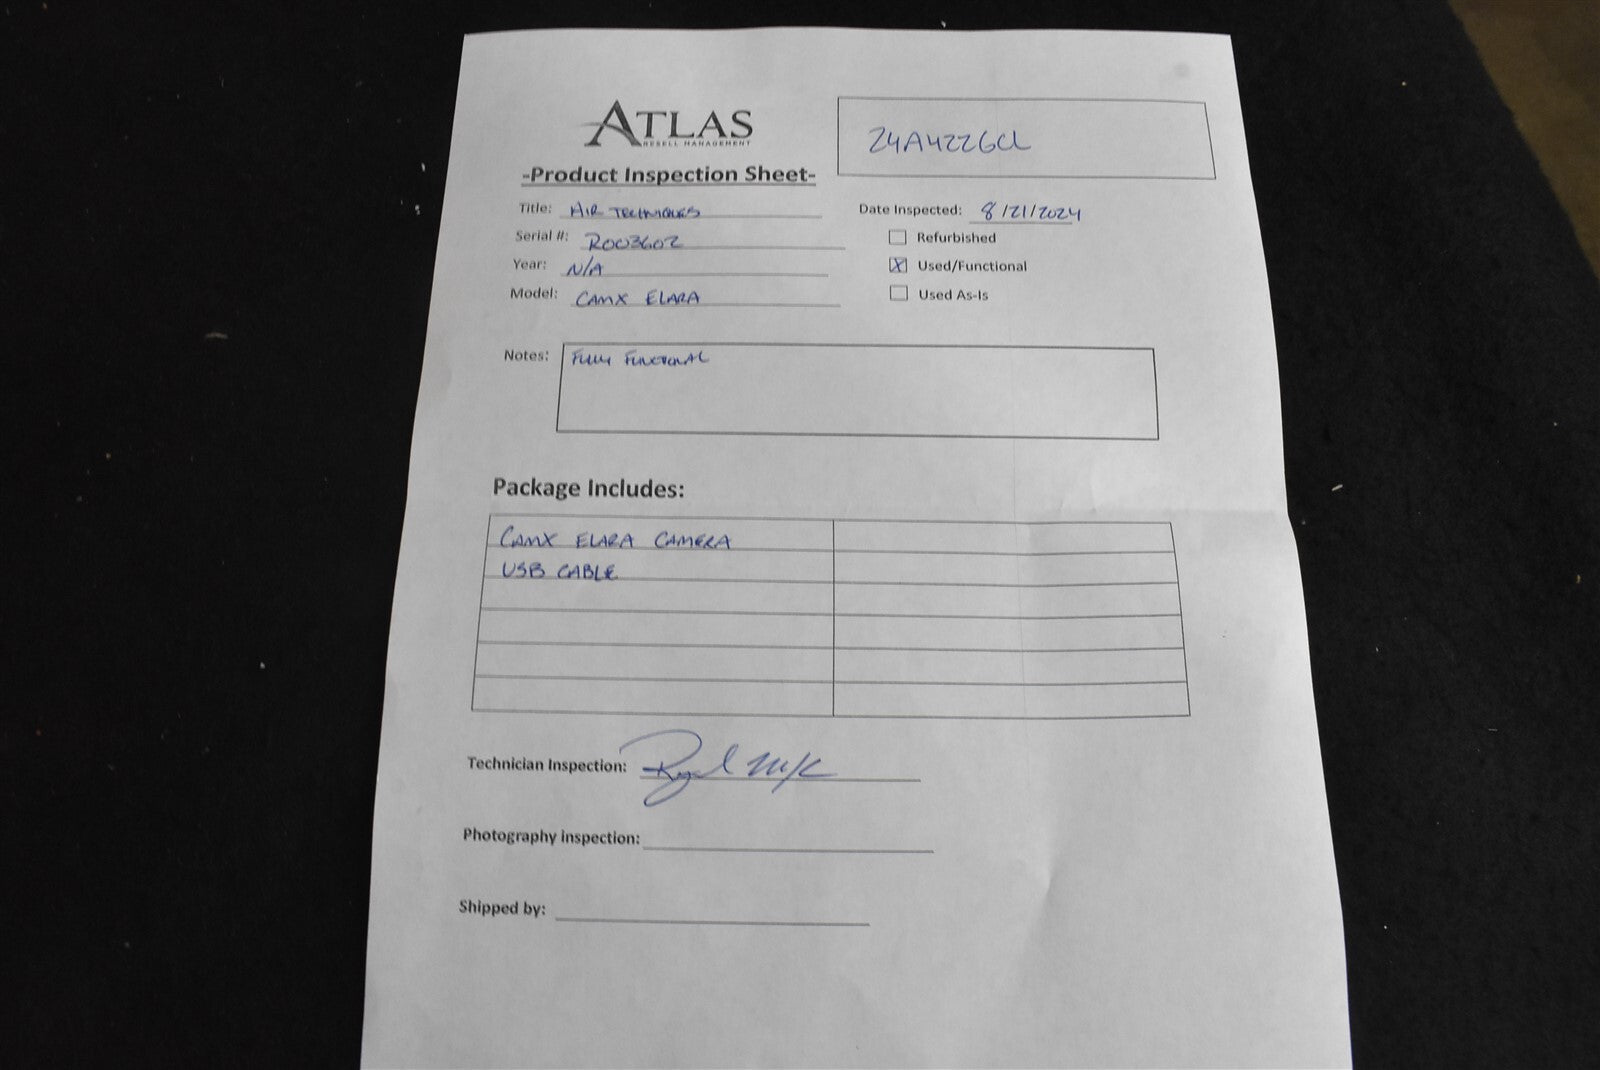 ATLAS
RESELL MANAGEMENT
24A4226CL
-Product Inspection Sheet-
Title: AIR TECHNIQUES
Date Inspected: 8/21/2024
Serial #: R003602
Refurbished
Year: N/A
X Used/Functional
Model: CAMX ELARA
Used As-Is
Notes: FULLY FUNCTIONAL
Package Includes:
CAMX ELARA CAMERA
USB CABLE
Technician Inspection:
Photography inspection:
Shipped by: